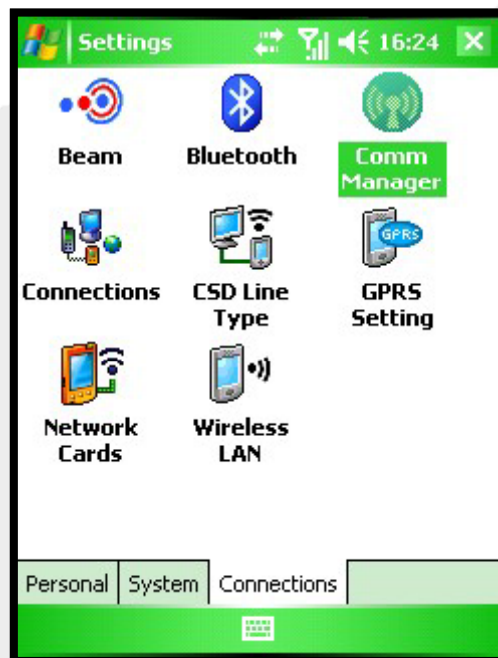 Settings 16:24
Beam Bluetooth Comm
Manager
Connections CSD Line GPRS
Type Setting
GPRS
Network Wireless
Cards LAN
Personal System Connections